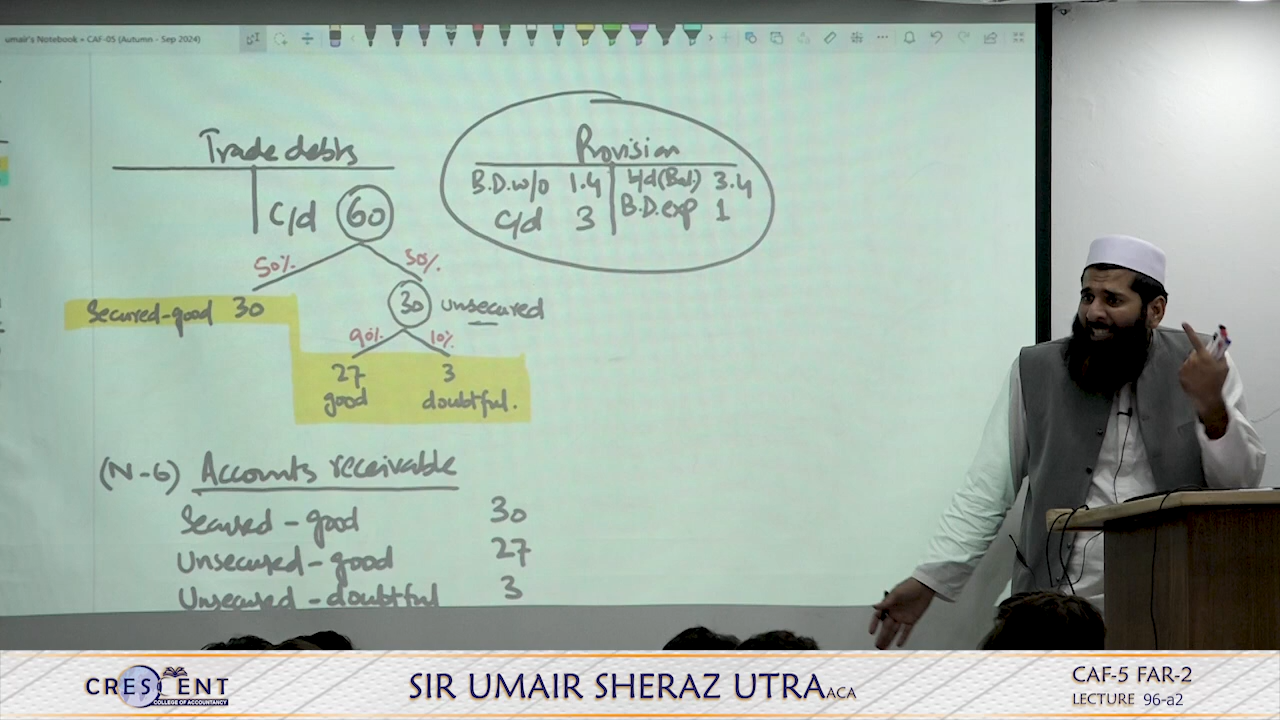 umair's Notebook » CAF-05 (Autumn - Sep 2024)
Trade debts
C/d 60
50% 50%
Secured-good 30
30 unsecured
90% 10%
27 3
good doubtful.
Provision
B.D.w/o 1.4 b/d (Bal) 3.4
C/d 3 B.D.exp 1
(N-6) Accounts receivable
Secured - good 30
Unsecured - good 27
Unsecured - doubtful 3
CRESCENT
COLLEGE OF ACCOUNTANCY
SIR UMAIR SHERAZ UTRA ACA
CAF-5 FAR-2
LECTURE 96-a2